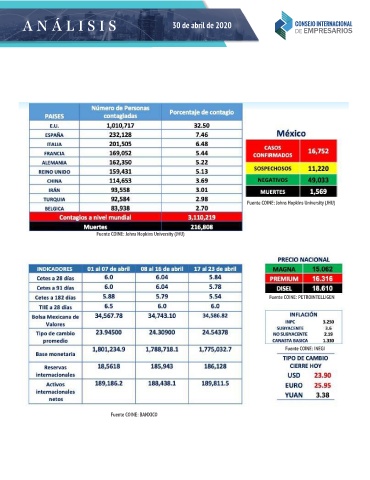 ANÁLISIS
30 de abril de 2020
CONSEJO INTERNACIONAL
DE EMPRESARIOS
PAISES Número de Personas contagiadas Porcentaje de contagio
E.U. 1,010,717 32.50
ESPAÑA 232,128 7.46
ITALIA 201,505 6.48
FRANCIA 169,052 5.44
ALEMANIA 162,350 5.22
REINO UNIDO 159,431 5.13
CHINA 114,653 3.69
IRÁN 93,558 3.01
TURQUIA 92,584 2.98
BELGICA 83,938 2.70
Contagios a nivel mundial 3,110,219
Muertes 216,808
Fuente COINE: Johns Hopkins University (JHU)
México
CASOS CONFIRMADOS 16,752
SOSPECHOSOS 11,220
NEGATIVOS 49,033
MUERTES 1,569
Fuente COINE: Johns Hopkins University (JHU)
INDICADORES 01 al 07 de abril 08 al 16 de abril 17 al 23 de abril
Cetes a 28 días 6.0 6.04 5.84
Cetes a 91 días 6.0 6.04 5.78
Cetes a 182 días 5.88 5.79 5.54
TIIE a 28 días 6.5 6.0 6.0
Bolsa Mexicana de Valores 34,567.78 34,743.10 34,586.82
Tipo de cambio promedio 23.94500 24.30900 24.54378
Base monetaria 1,801,234.9 1,788,718.1 1,775,032.7
Reservas internacionales 18,5618 185,943 186,128
Activos internacionales netos 189,186.2 188,438.1 189,811.5
Fuente COINE: BANXICO
PRECIO NACIONAL
MAGNA 15.062
PREMIUM 16.316
DISEL 18.610
Fuente COINE: PETROINTELLIGEN
INFLACIÓN
INPC 3.250
SUBYACENTE 3.6
NO SUBYACENTE 2.19
CANASTA BASICA 1.330
Fuente COINE: INEGI
TIPO DE CAMBIO
CIERRE HOY
USD 23.90
EURO 25.95
YUAN 3.38